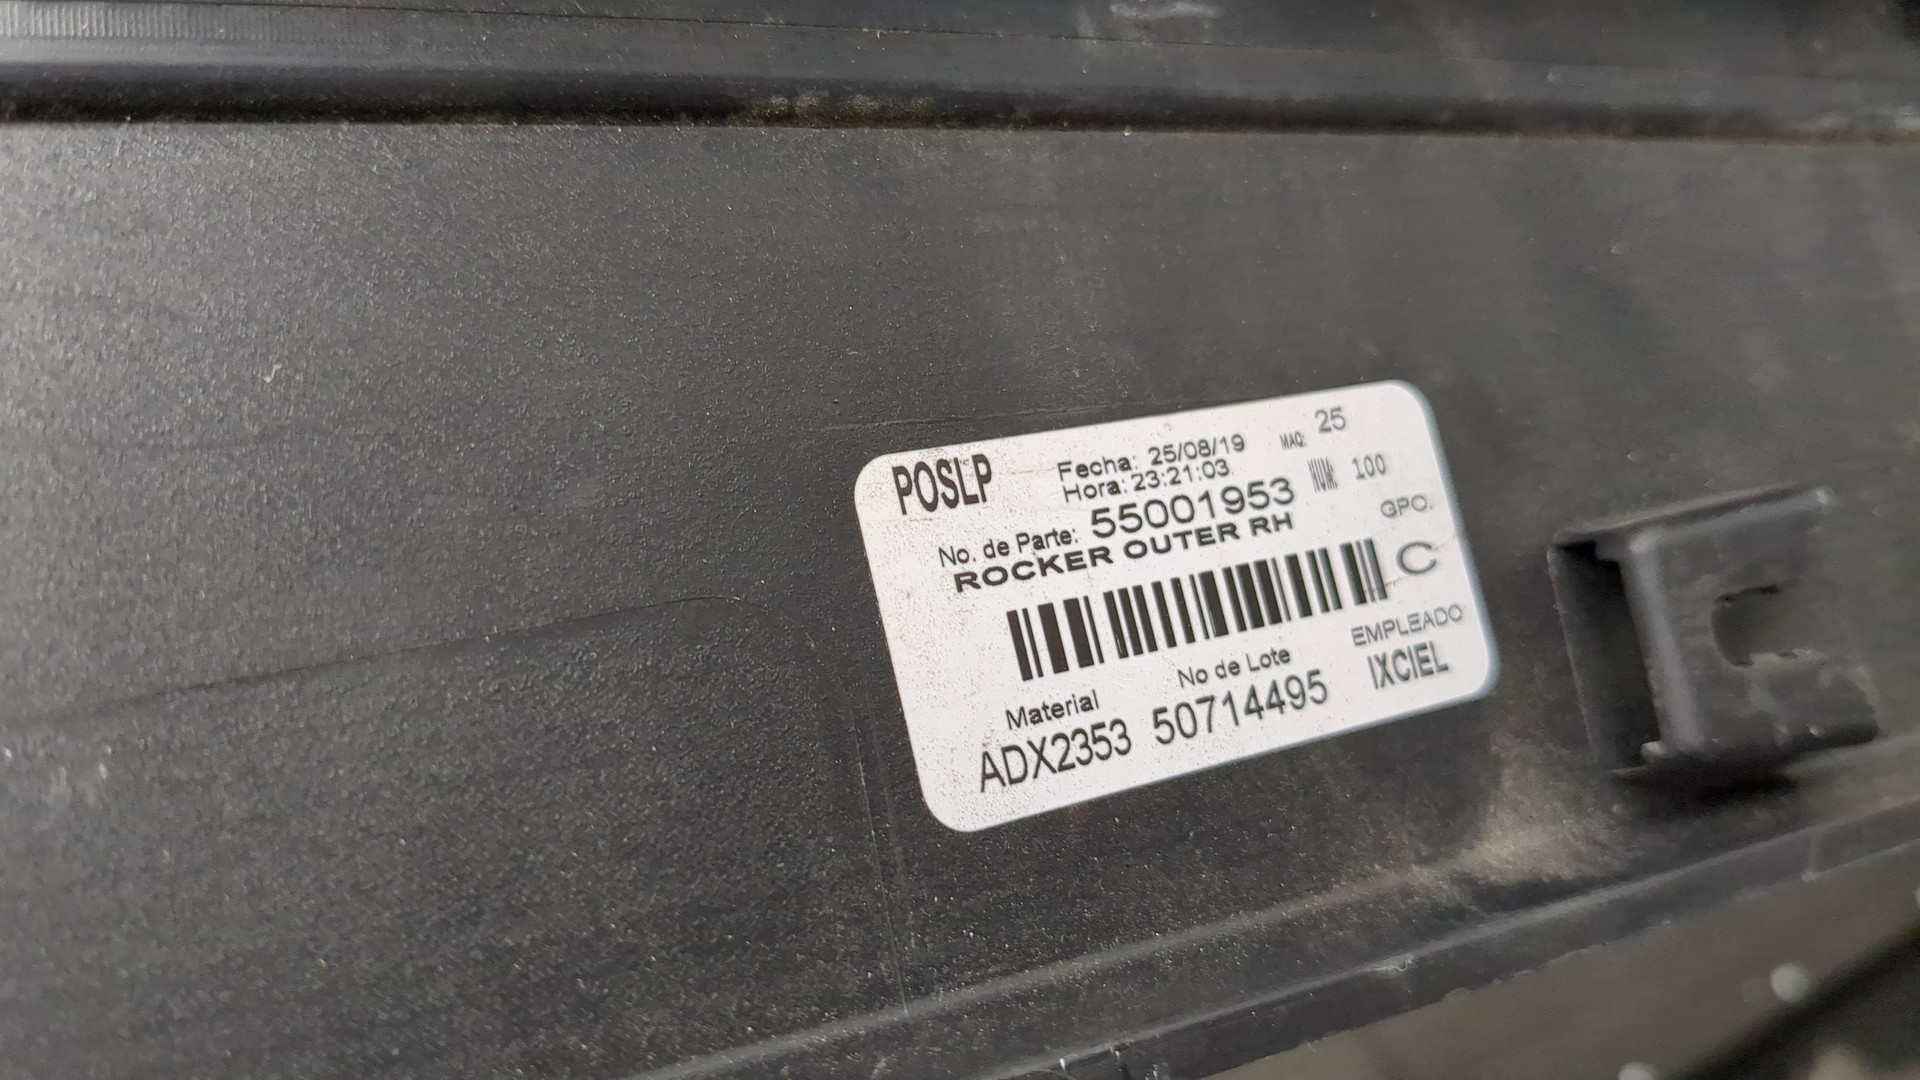 POSLP
Fecha: 25/08/19 MAQ: 25
Hora: 23:21:03. NUM: 100
No. de Parte: 55001953 GPO.
ROCKER OUTER RH C
EMPLEADO
Material No de Lote IXCIEL
ADX2353 50714495